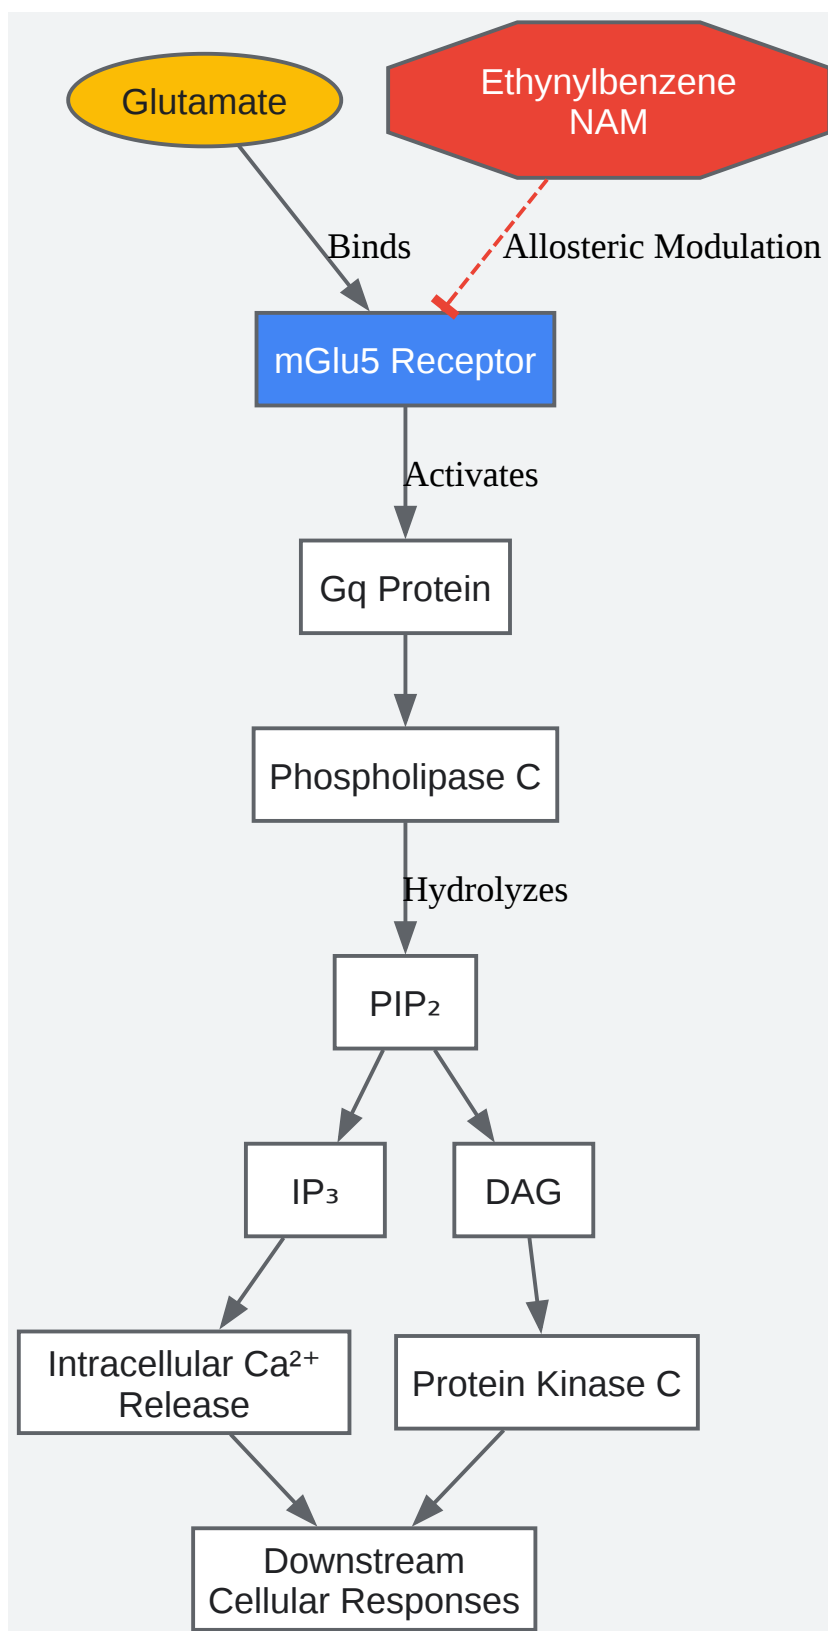 Glutamate
Ethynylbenzene
NAM
Binds
Allosteric Modulation
mGlu5 Receptor
Activates
Gq Protein
Phospholipase C
Hydrolyzes
PIP₂
IP₃
DAG
Intracellular Ca²⁺
Release
Protein Kinase C
Downstream
Cellular Responses